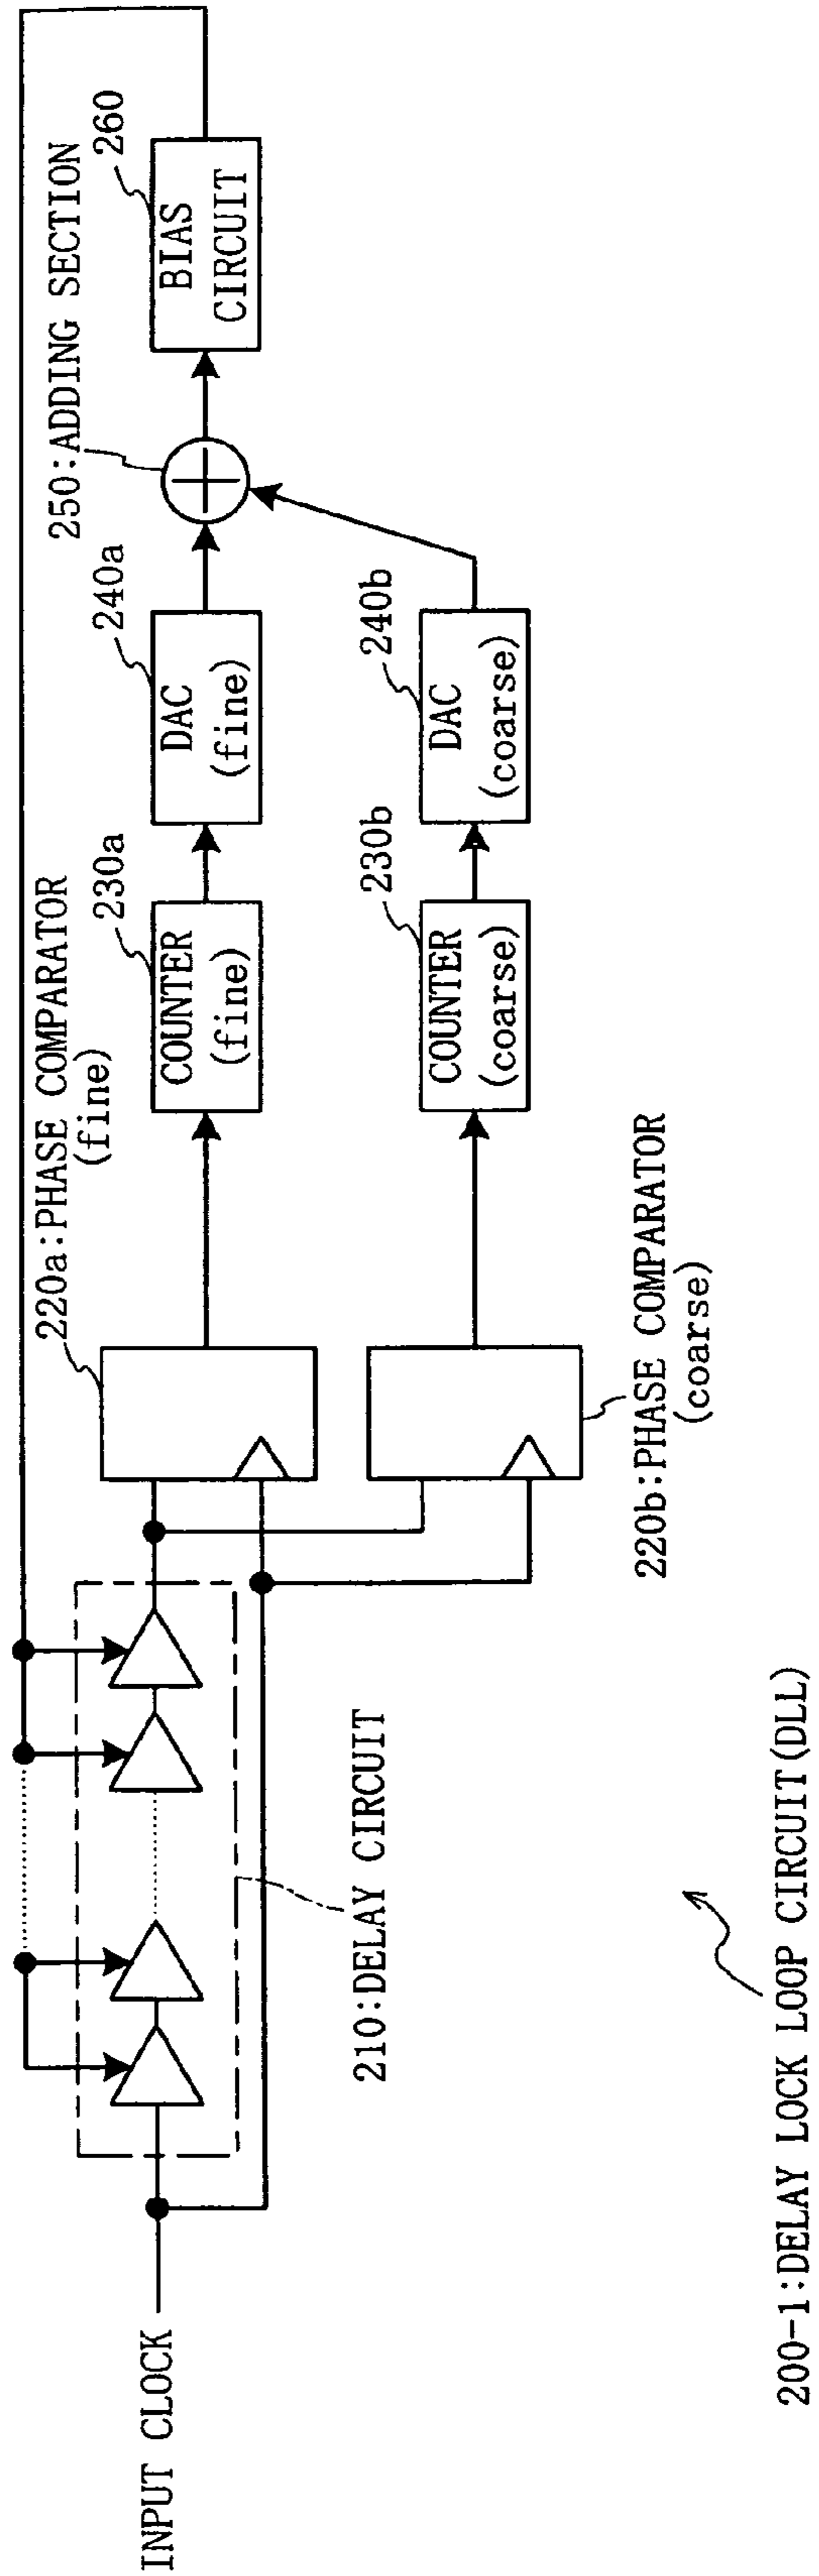 INPUT CLOCK
210:DELAY CIRCUIT
220a:PHASE COMPARATOR
(fine)
220b:PHASE COMPARATOR
(coarse)
230a
COUNTER
(fine)
230b
COUNTER
(coarse)
240a
DAC
(fine)
240b
DAC
(coarse)
250:ADDING SECTION
260
BIAS
CIRCUIT
200-1:DELAY LOCK LOOP CIRCUIT(DLL)